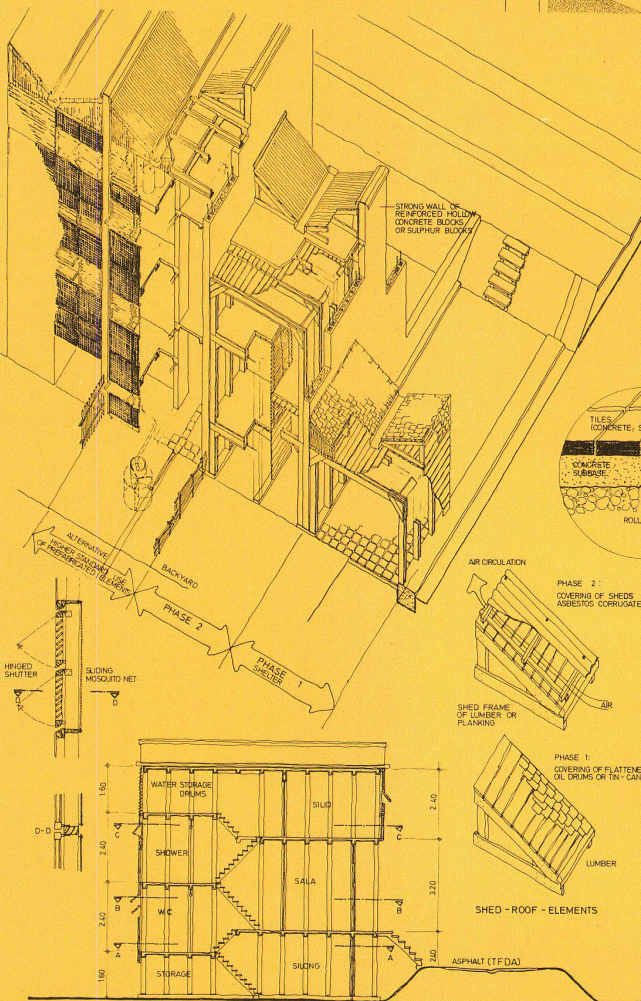 STRONG WALL OF
REINFORCED HOLLOW
CONCRETE BLOCKS
OR SULPHUR BLOCKS
TILES
(CONCRETE, S
CONCRETE
SUBBASE
ROLL
ALTERNATIVE
HIGHER STANDARD USE
OF PREFABRICATED ELEMENTS
BACKYARD
PHASE 2
PHASE 1
SHELTER
AIR CIRCULATION
PHASE 2:
COVERING OF SHEDS
ASBESTOS CORRUGATE
AIR
SHED FRAME
OF LUMBER OR
PLANKING
HINGED
SHUTTER
SLIDING
MOSQUITO NET
D
D
D-D
PHASE 1:
COVERING OF FLATTENE
OIL DRUMS OR TIN-CAN
LUMBER
SHED-ROOF-ELEMENTS
WATER STORAGE
DRUMS
SILID
SHOWER
SALA
WC
STORAGE
SILONG
C
C
B
B
A
A
1.60
2.40
2.40
1.60
2.40
3.20
240
ASPHALT (TFDA)